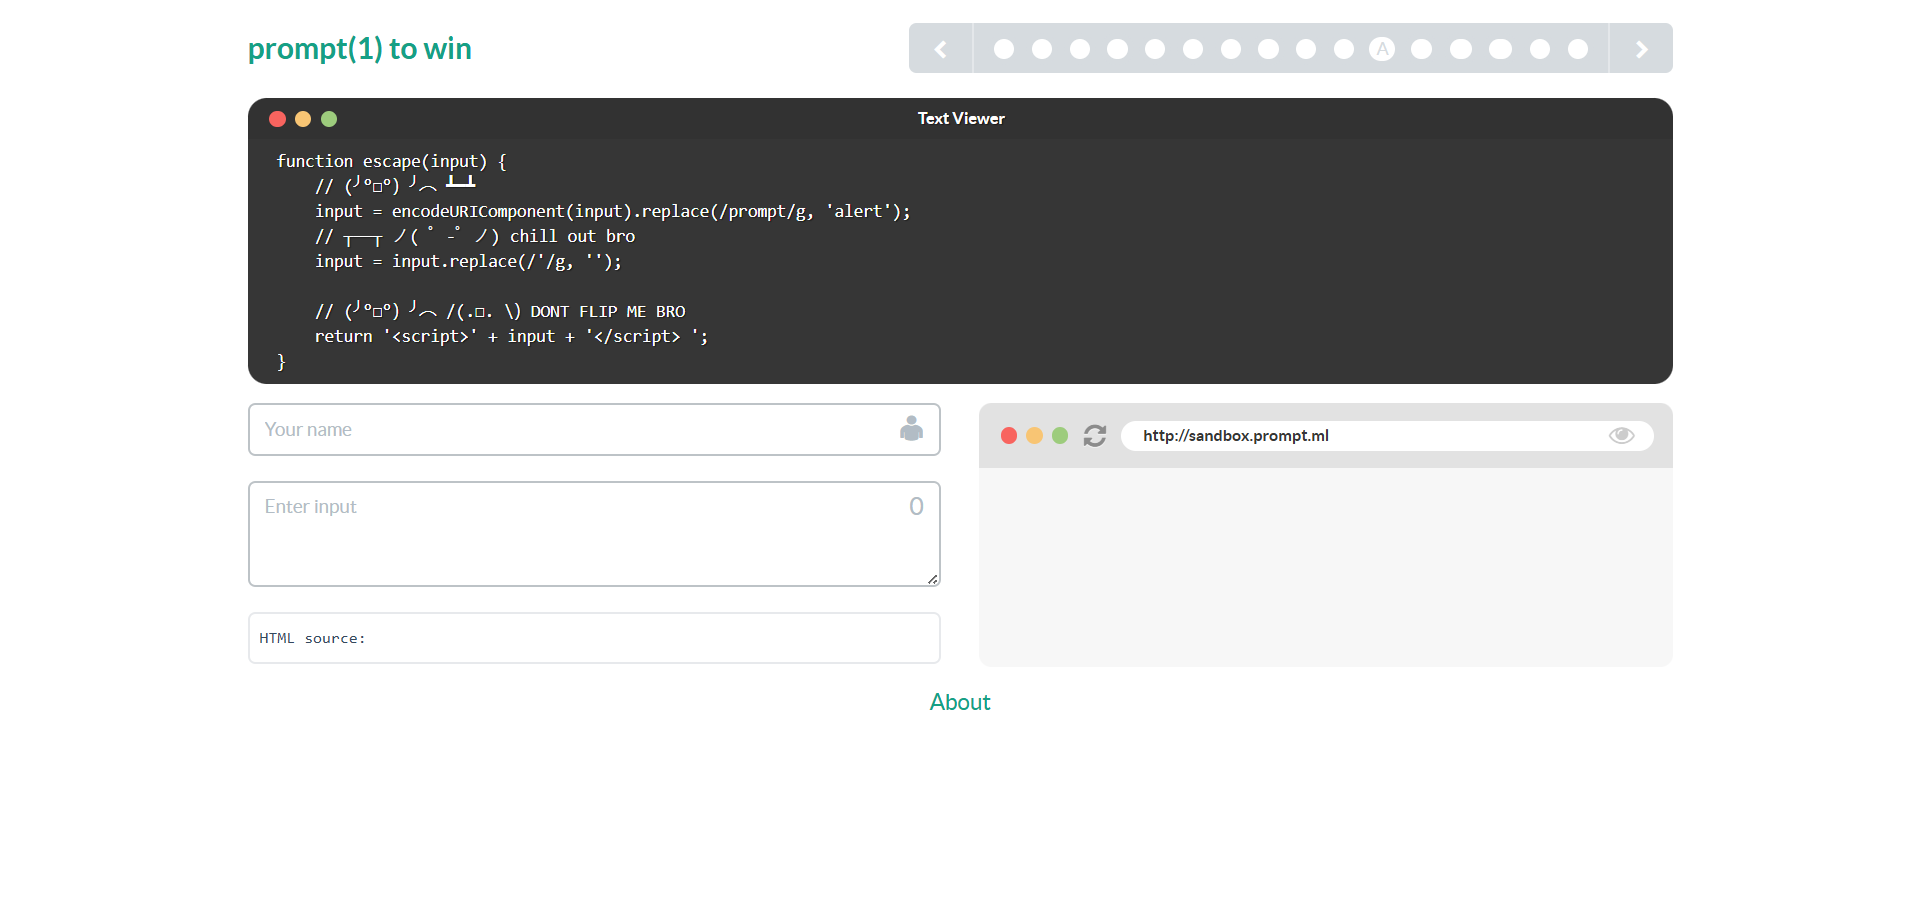 prompt(1) to win
A
Text Viewer
function escape(input) {
    // (╯°□°）╯︵ ┻━┻
    input = encodeURIComponent(input).replace(/prompt/g, 'alert');
    // ┬──┬ ノ( ゜-゜ノ) chill out bro
    input = input.replace(/'/g, '');

    // (╯°□°）╯︵ /(.□. \）DONT FLIP ME BRO
    return '<script>' + input + '</script> ';
}
Your name
http://sandbox.prompt.ml
Enter input
0
HTML source:
About